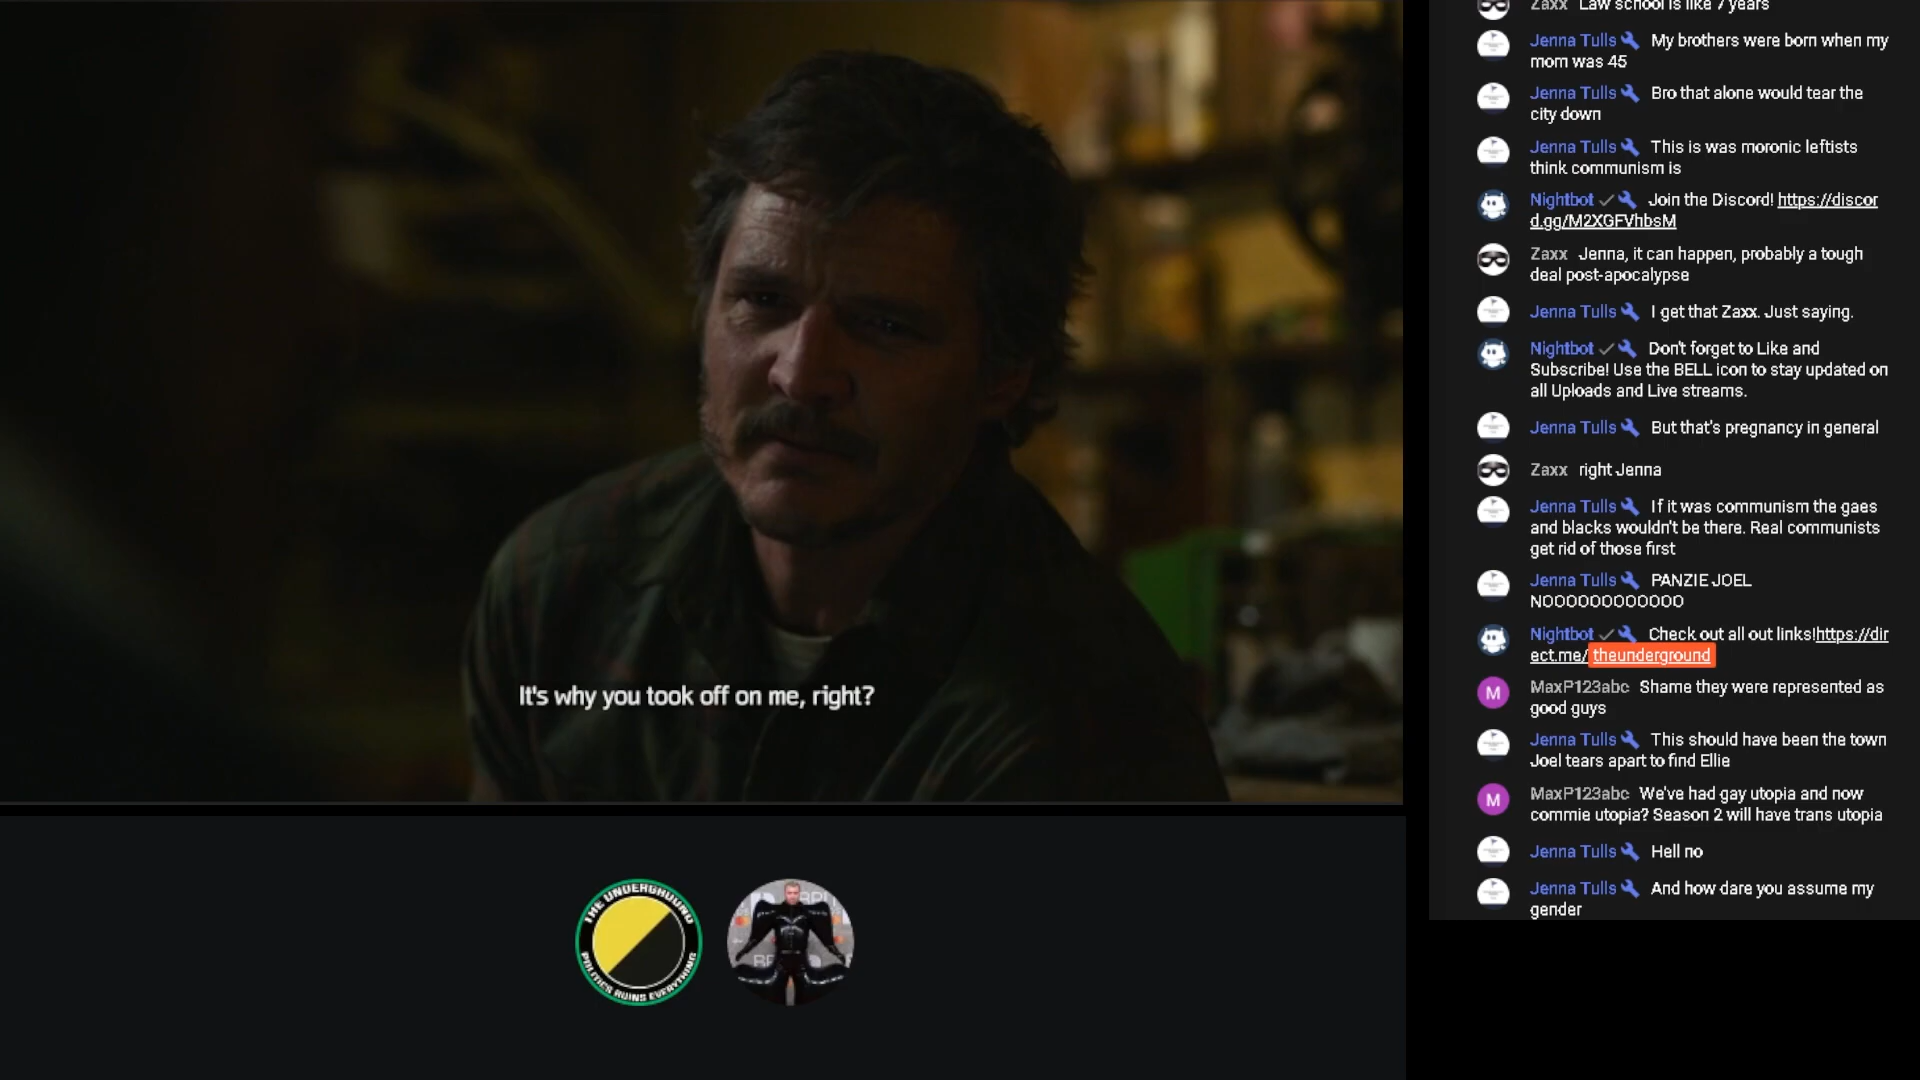 It's why you took off on me, right?
THE UNDERGROUND
POLITICS RUINS EVERYTHING
Zaxx Law school is like 7 years
Jenna Tulls My brothers were born when my
mom was 45
Jenna Tulls Bro that alone would tear the
city down
Jenna Tulls This is was moronic leftists
think communism is
Nightbot Join the Discord! https://discor
d.gg/M2XGFVhbsM
Zaxx Jenna, it can happen, probably a tough
deal post-apocalypse
Jenna Tulls I get that Zaxx. Just saying.
Nightbot Don't forget to Like and
Subscribe! Use the BELL icon to stay updated on
all Uploads and Live streams.
Jenna Tulls But that's pregnancy in general
Zaxx right Jenna
Jenna Tulls If it was communism the gaes
and blacks wouldn't be there. Real communists
get rid of those first
Jenna Tulls PANZIE JOEL
NOOOOOOOOOOOO
Nightbot Check out all out links!https://dir
ect.me/theunderground
MaxP123abc Shame they were represented as
good guys
Jenna Tulls This should have been the town
Joel tears apart to find Ellie
M
MaxP123abc We've had gay utopia and now
commie utopia? Season 2 will have trans utopia
M
Jenna Tulls Hell no
Jenna Tulls And how dare you assume my
gender